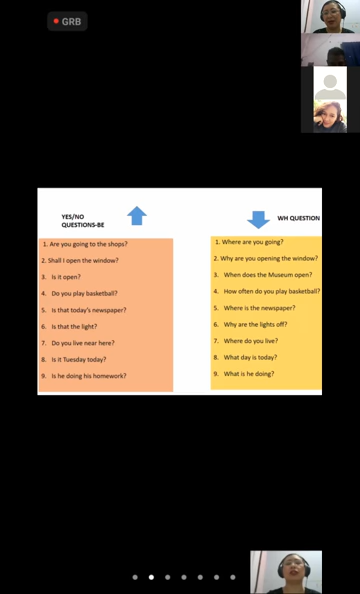 GRB
YES/NO
QUESTIONS-BE
1. Are you going to the shops?
2. Shall I open the window?
3. Is it open?
4. Do you play basketball?
5. Is that today's newspaper?
6. Is that the light?
7. Do you live near here?
8. Is it Tuesday today?
9. Is he doing his homework?
WH QUESTION
1. Where are you going?
2. Why are you opening the window?
3. When does the Museum open?
4. How often do you play basketball?
5. Where is the newspaper?
6. Why are the lights off?
7. Where do you live?
8. What day is today?
9. What is he doing?